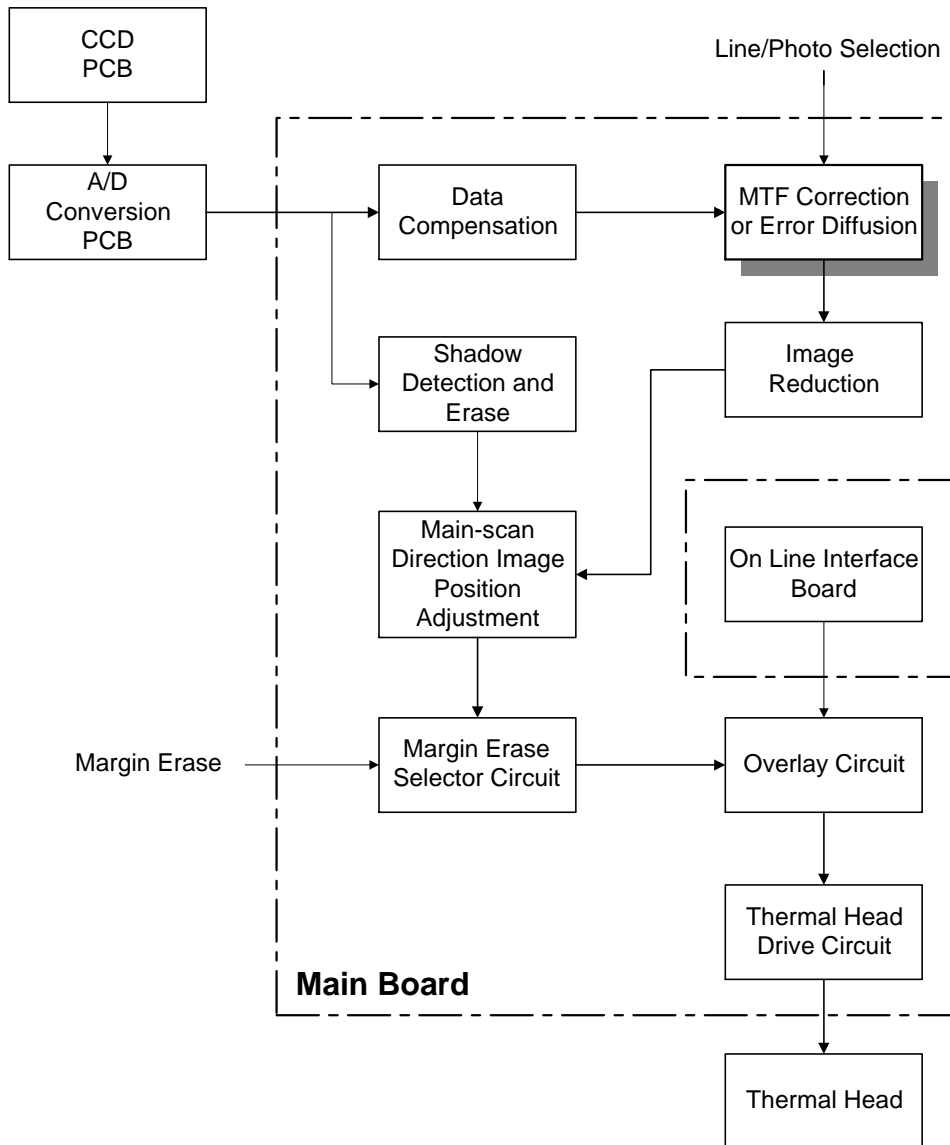 CCD
PCB
Line/Photo Selection
A/D
Conversion
PCB
Data
Compensation
MTF Correction
or Error Diffusion
Shadow
Detection and
Erase
Image
Reduction
Main-scan
Direction Image
Position
Adjustment
On Line Interface
Board
Margin Erase
Margin Erase
Selector Circuit
Overlay Circuit
Thermal Head
Drive Circuit
Main Board
Thermal Head